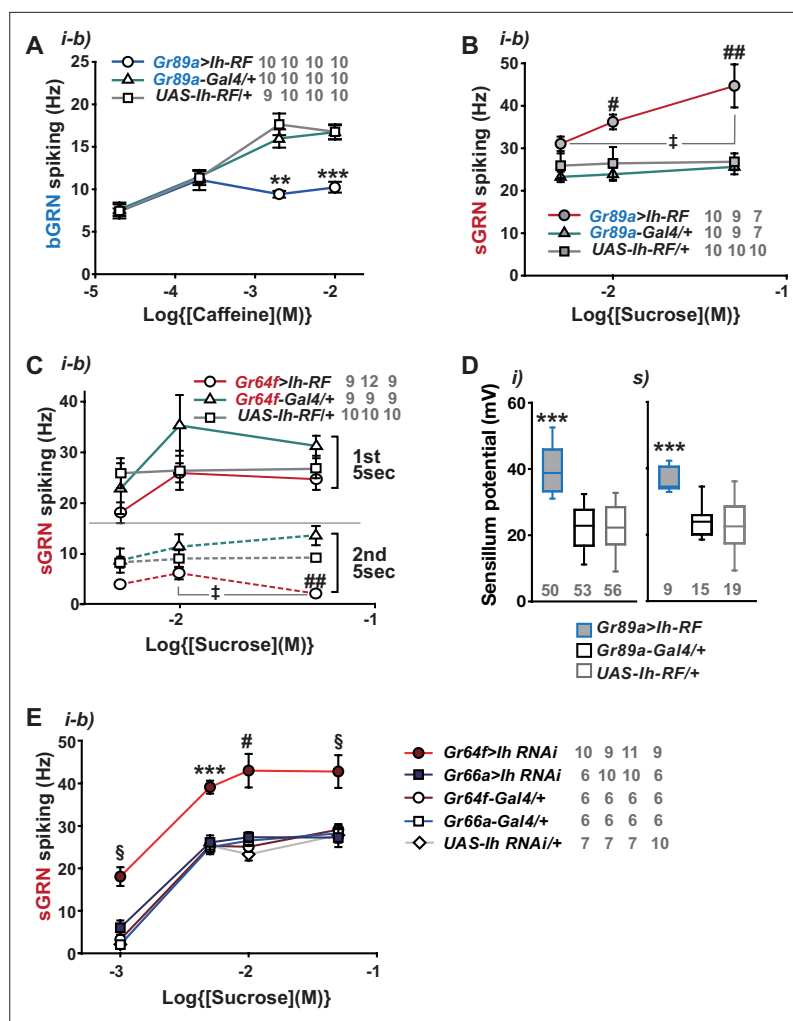 A
i-b)
Gr89a>Ih-RF 10 10 10 10
Gr89a-Gal4/+ 10 10 10 10
UAS-Ih-RF/+ 9 10 10 10
bGRN spiking (Hz)
25
20
15
10
5
0
** ***
-5 -4 -3 -2 -1
Log{[Caffeine](M)}
B
i-b)
sGRN spiking (Hz)
60
50
40
30
20
10
0
##
#
‡
Gr89a>Ih-RF 10 9 7
Gr89a-Gal4/+ 10 9 7
UAS-Ih-RF/+ 10 10 10
-2 -1
Log{[Sucrose](M)}
C
i-b)
Gr64f>Ih-RF 9 12 9
Gr64f-Gal4/+ 9 9 9
UAS-Ih-RF/+ 10 10 10
sGRN spiking (Hz)
50
40
30
20
10
0
1st
5sec
2nd
5sec
##
‡
-2 -1
Log{[Sucrose](M)}
D
i) s)
Sensillum potential (mV)
60
40
20
0
*** ***
50 53 56 9 15 19
Gr89a>Ih-RF
Gr89a-Gal4/+
UAS-Ih-RF/+
E
i-b)
sGRN spiking (Hz)
50
40
30
20
10
0
§ *** # §
-3 -2 -1
Log{[Sucrose](M)}
Gr64f>Ih RNAi 10 9 11 9
Gr66a>Ih RNAi 6 10 10 6
Gr64f-Gal4/+ 6 6 6 6
Gr66a-Gal4/+ 6 6 6 6
UAS-Ih RNAi/+ 7 7 7 10